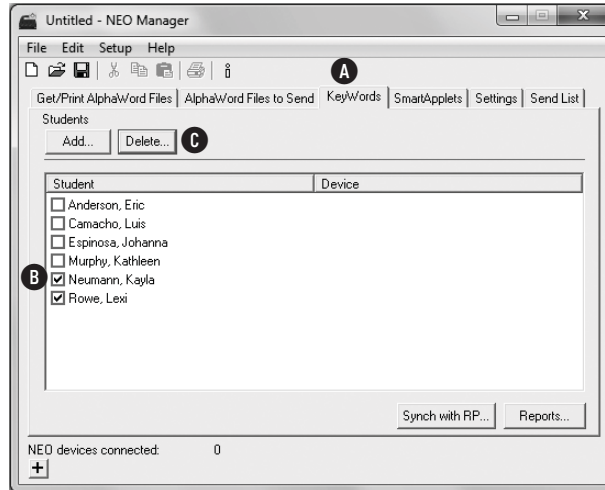 Untitled - NEO Manager
File Edit Setup Help
A
Get/Print AlphaWord Files AlphaWord Files to Send KeyWords SmartApplets Settings Send List
Students
Add... Delete... C
Student Device
Anderson, Eric
Camacho, Luis
Espinosa, Johanna
Murphy, Kathleen
B Neumann, Kayla
Rowe, Lexi
Synch with RP... Reports...
NEO devices connected: 0